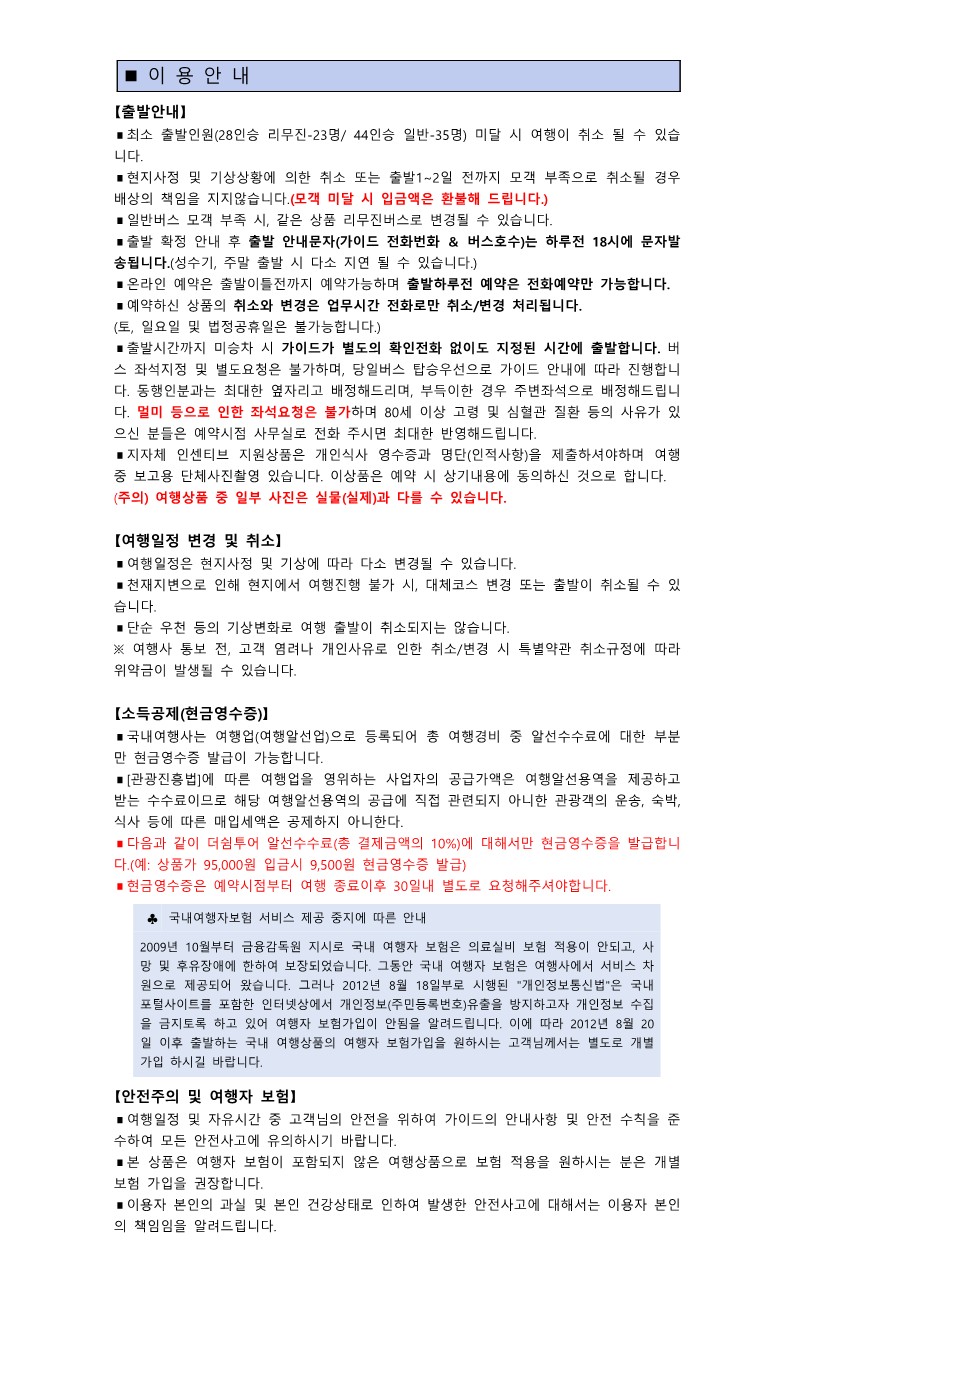 ■ 이 용 안 내
【출발안내】
∎최소 출발인원(28인승 리무진-23명/ 44인승 일반-35명) 미달 시 여행이 취소 될 수 있습
니다.
∎현지사정 및 기상상황에 의한 취소 또는 출발1~2일 전까지 모객 부족으로 취소될 경우
배상의 책임을 지지않습니다.(모객 미달 시 입금액은 환불해 드립니다.)
∎일반버스 모객 부족 시, 같은 상품 리무진버스로 변경될 수 있습니다.
∎출발 확정 안내 후 출발 안내문자(가이드 전화번화 & 버스호수)는 하루전 18시에 문자발
송됩니다.(성수기, 주말 출발 시 다소 지연 될 수 있습니다.)
∎온라인 예약은 출발이틀전까지 예약가능하며 출발하루전 예약은 전화예약만 가능합니다.
∎예약하신 상품의 취소와 변경은 업무시간 전화로만 취소/변경 처리됩니다.
(토, 일요일 및 법정공휴일은 불가능합니다.)
∎출발시간까지 미승차 시 가이드가 별도의 확인전화 없이도 지정된 시간에 출발합니다. 버
스 좌석지정 및 별도요청은 불가하며, 당일버스 탑승우선으로 가이드 안내에 따라 진행합니
다. 동행인분과는 최대한 옆자리고 배정해드리며, 부득이한 경우 주변좌석으로 배정해드립니
다. 멀미 등으로 인한 좌석요청은 불가하며 80세 이상 고령 및 심혈관 질환 등의 사유가 있
으신 분들은 예약시점 사무실로 전화 주시면 최대한 반영해드립니다.
∎지자체 인센티브 지원상품은 개인식사 영수증과 명단(인적사항)을 제출하셔야하며 여행
중 보고용 단체사진촬영 있습니다. 이상품은 예약 시 상기내용에 동의하신 것으로 합니다.
(주의) 여행상품 중 일부 사진은 실물(실제)과 다를 수 있습니다.
【여행일정 변경 및 취소】
∎여행일정은 현지사정 및 기상에 따라 다소 변경될 수 있습니다.
∎천재지변으로 인해 현지에서 여행진행 불가 시, 대체코스 변경 또는 출발이 취소될 수 있
습니다.
∎단순 우천 등의 기상변화로 여행 출발이 취소되지는 않습니다.
※ 여행사 통보 전, 고객 염려나 개인사유로 인한 취소/변경 시 특별약관 취소규정에 따라
위약금이 발생될 수 있습니다.
【소득공제(현금영수증)】
∎국내여행사는 여행업(여행알선업)으로 등록되어 총 여행경비 중 알선수수료에 대한 부분
만 현금영수증 발급이 가능합니다.
∎[관광진흥법]에 따른 여행업을 영위하는 사업자의 공급가액은 여행알선용역을 제공하고
받는 수수료이므로 해당 여행알선용역의 공급에 직접 관련되지 아니한 관광객의 운송, 숙박,
식사 등에 따른 매입세액은 공제하지 아니한다.
∎다음과 같이 더쉼투어 알선수수료(총 결제금액의 10%)에 대해서만 현금영수증을 발급합니
다.(예: 상품가 95,000원 입금시 9,500원 현금영수증 발급)
∎현금영수증은 예약시점부터 여행 종료이후 30일내 별도로 요청해주셔야합니다.
♣ 국내여행자보험 서비스 제공 중지에 따른 안내
2009년 10월부터 금융감독원 지시로 국내 여행자 보험은 의료실비 보험 적용이 안되고, 사
망 및 후유장애에 한하여 보장되었습니다. 그동안 국내 여행자 보험은 여행사에서 서비스 차
원으로 제공되어 왔습니다. 그러나 2012년 8월 18일부로 시행된 "개인정보통신법"은 국내
포털사이트를 포함한 인터넷상에서 개인정보(주민등록번호)유출을 방지하고자 개인정보 수집
을 금지토록 하고 있어 여행자 보험가입이 안됨을 알려드립니다. 이에 따라 2012년 8월 20
일 이후 출발하는 국내 여행상품의 여행자 보험가입을 원하시는 고객님께서는 별도로 개별
가입 하시길 바랍니다.
【안전주의 및 여행자 보험】
∎여행일정 및 자유시간 중 고객님의 안전을 위하여 가이드의 안내사항 및 안전 수칙을 준
수하여 모든 안전사고에 유의하시기 바랍니다.
∎본 상품은 여행자 보험이 포함되지 않은 여행상품으로 보험 적용을 원하시는 분은 개별
보험 가입을 권장합니다.
∎이용자 본인의 과실 및 본인 건강상태로 인하여 발생한 안전사고에 대해서는 이용자 본인
의 책임임을 알려드립니다.